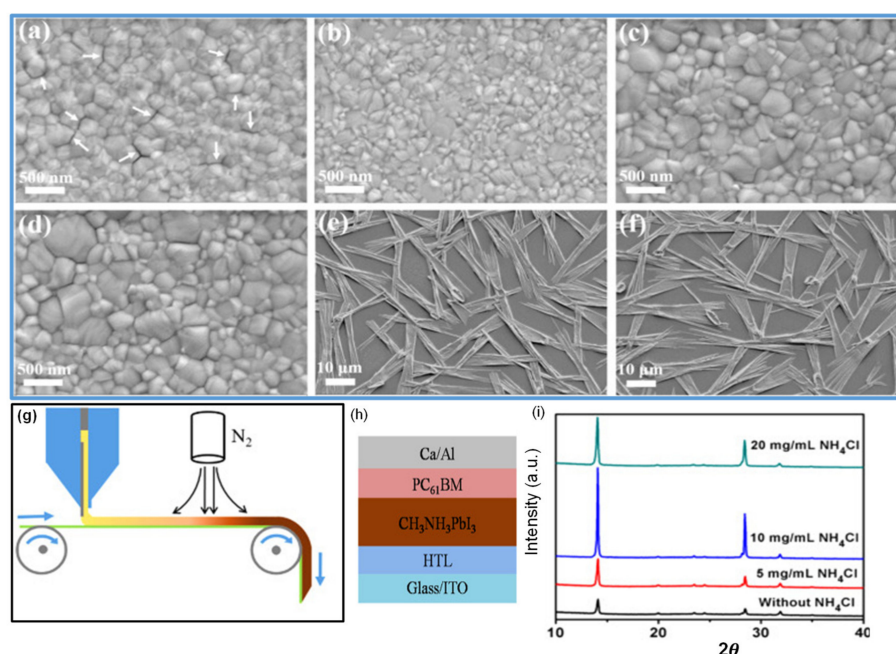 (a)
500 nm
(b)
500 nm
(c)
500 nm
(d)
500 nm
(e)
10 μm
(f)
10 μm
(g)
N₂
(h)
Ca/Al
PC₆₁BM
CH₃NH₃PbI₃
HTL
Glass/ITO
(i)
Intensity (a.u.)
20 mg/mL NH₄Cl
10 mg/mL NH₄Cl
5 mg/mL NH₄Cl
Without NH₄Cl
10 20 30 40
2θ